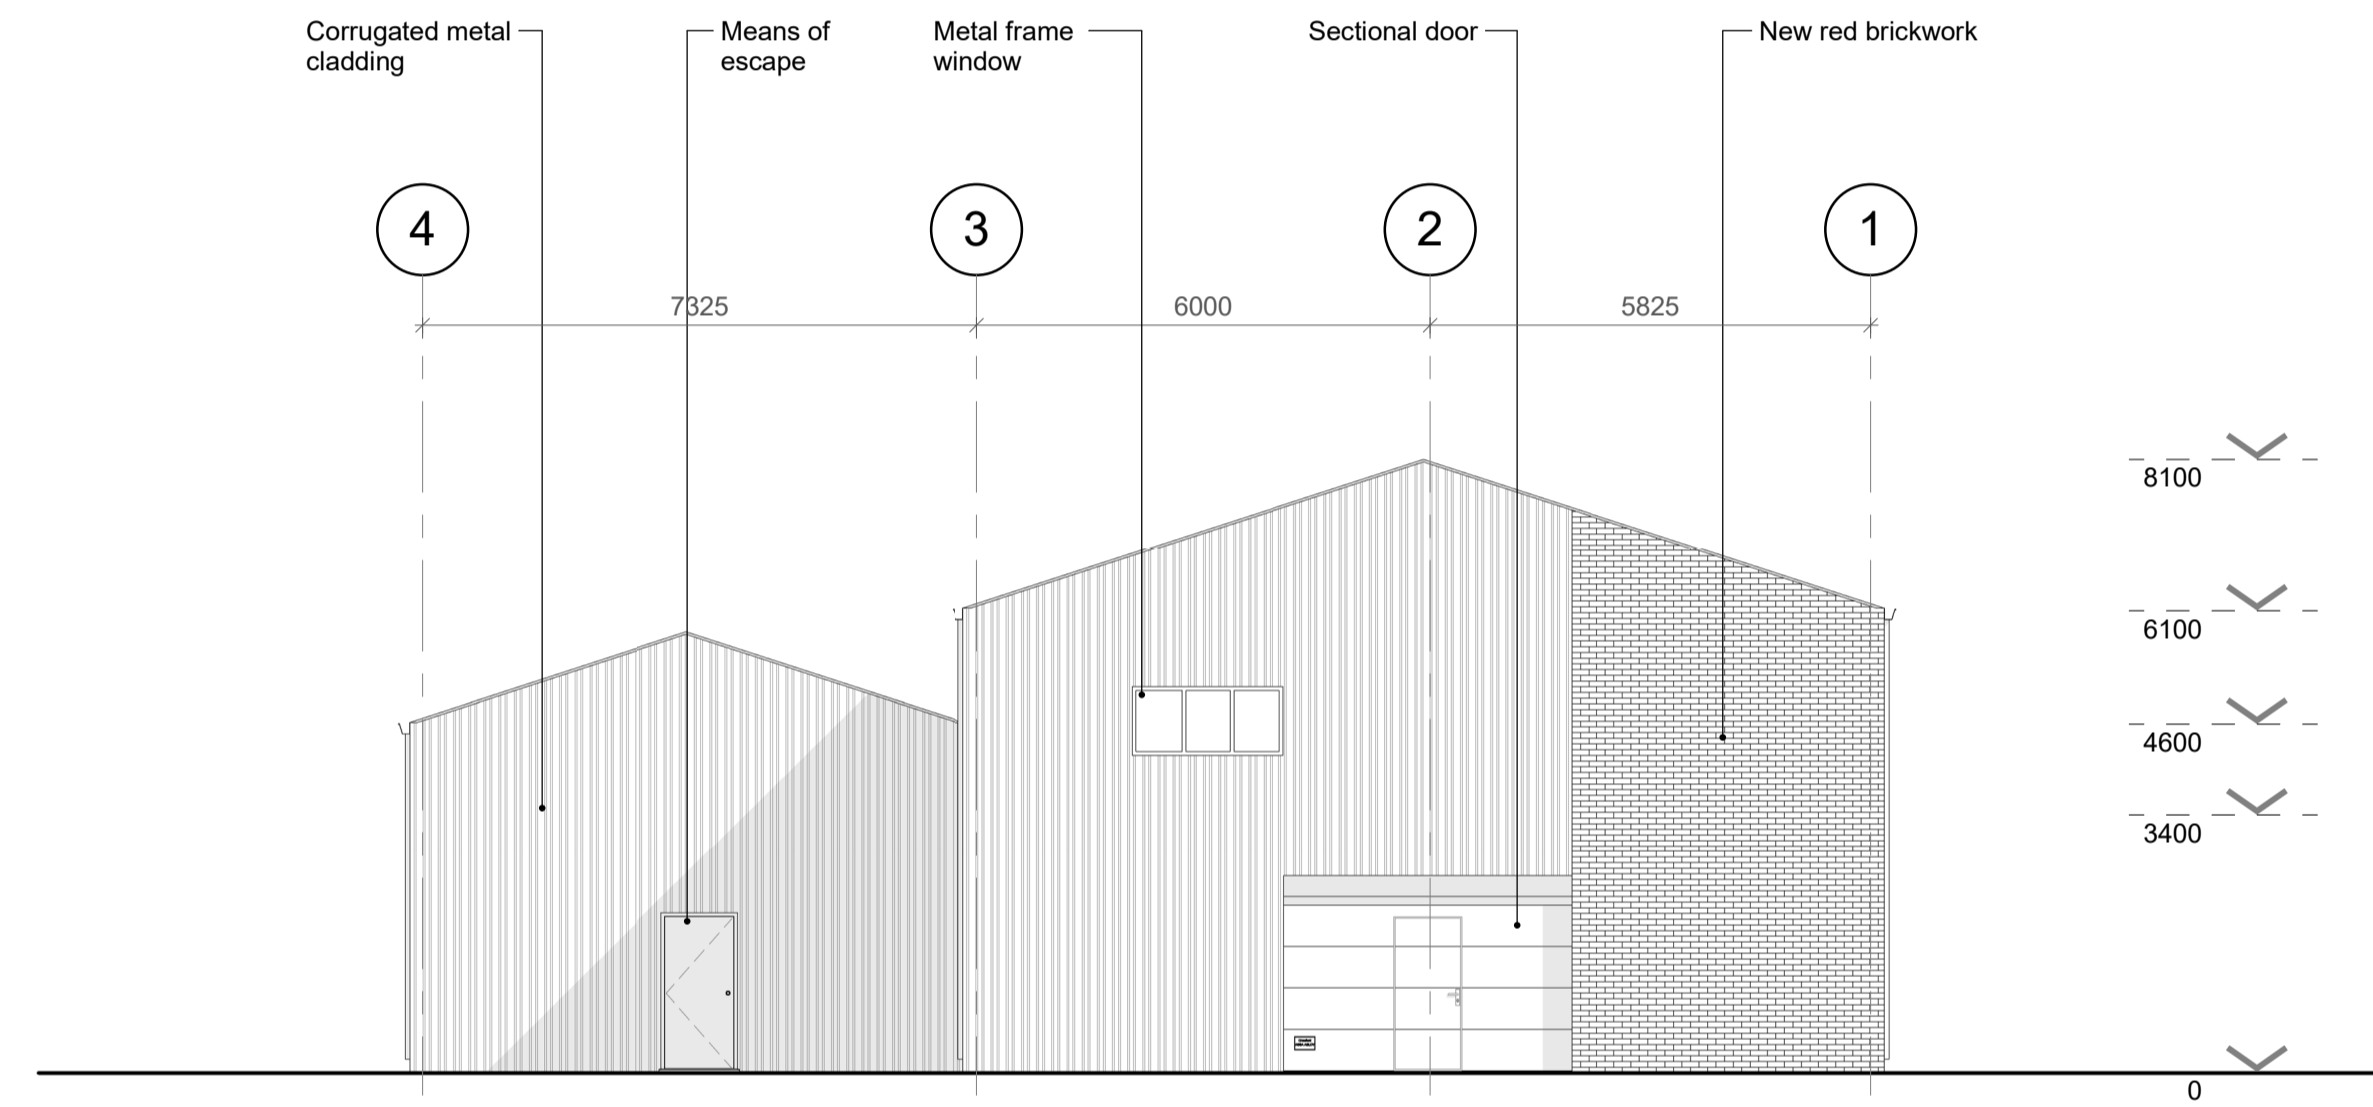 Corrugated metal
cladding
Means of
escape
Metal frame
window
Sectional door
New red brickwork
4
3
2
1
7325
6000
5825
8100
6100
4600
3400
0